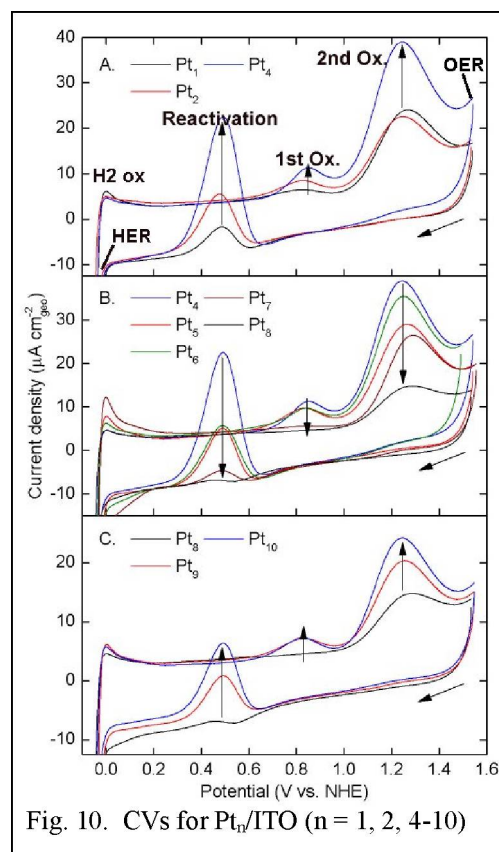 A.
Pt₁
Pt₄
Pt₂
2nd Ox.
OER
Reactivation
1st Ox.
H2 ox
HER
40
30
20
10
0
-10
B.
Pt₄
Pt₇
Pt₅
Pt₈
Pt₆
30
20
10
0
-10
Current density (μA cm⁻²geo)
C.
Pt₈
Pt₁₀
Pt₉
20
10
0
-10
0.0 0.2 0.4 0.6 0.8 1.0 1.2 1.4 1.6
Potential (V vs. NHE)
Fig. 10. CVs for Ptₙ/ITO (n = 1, 2, 4-10)